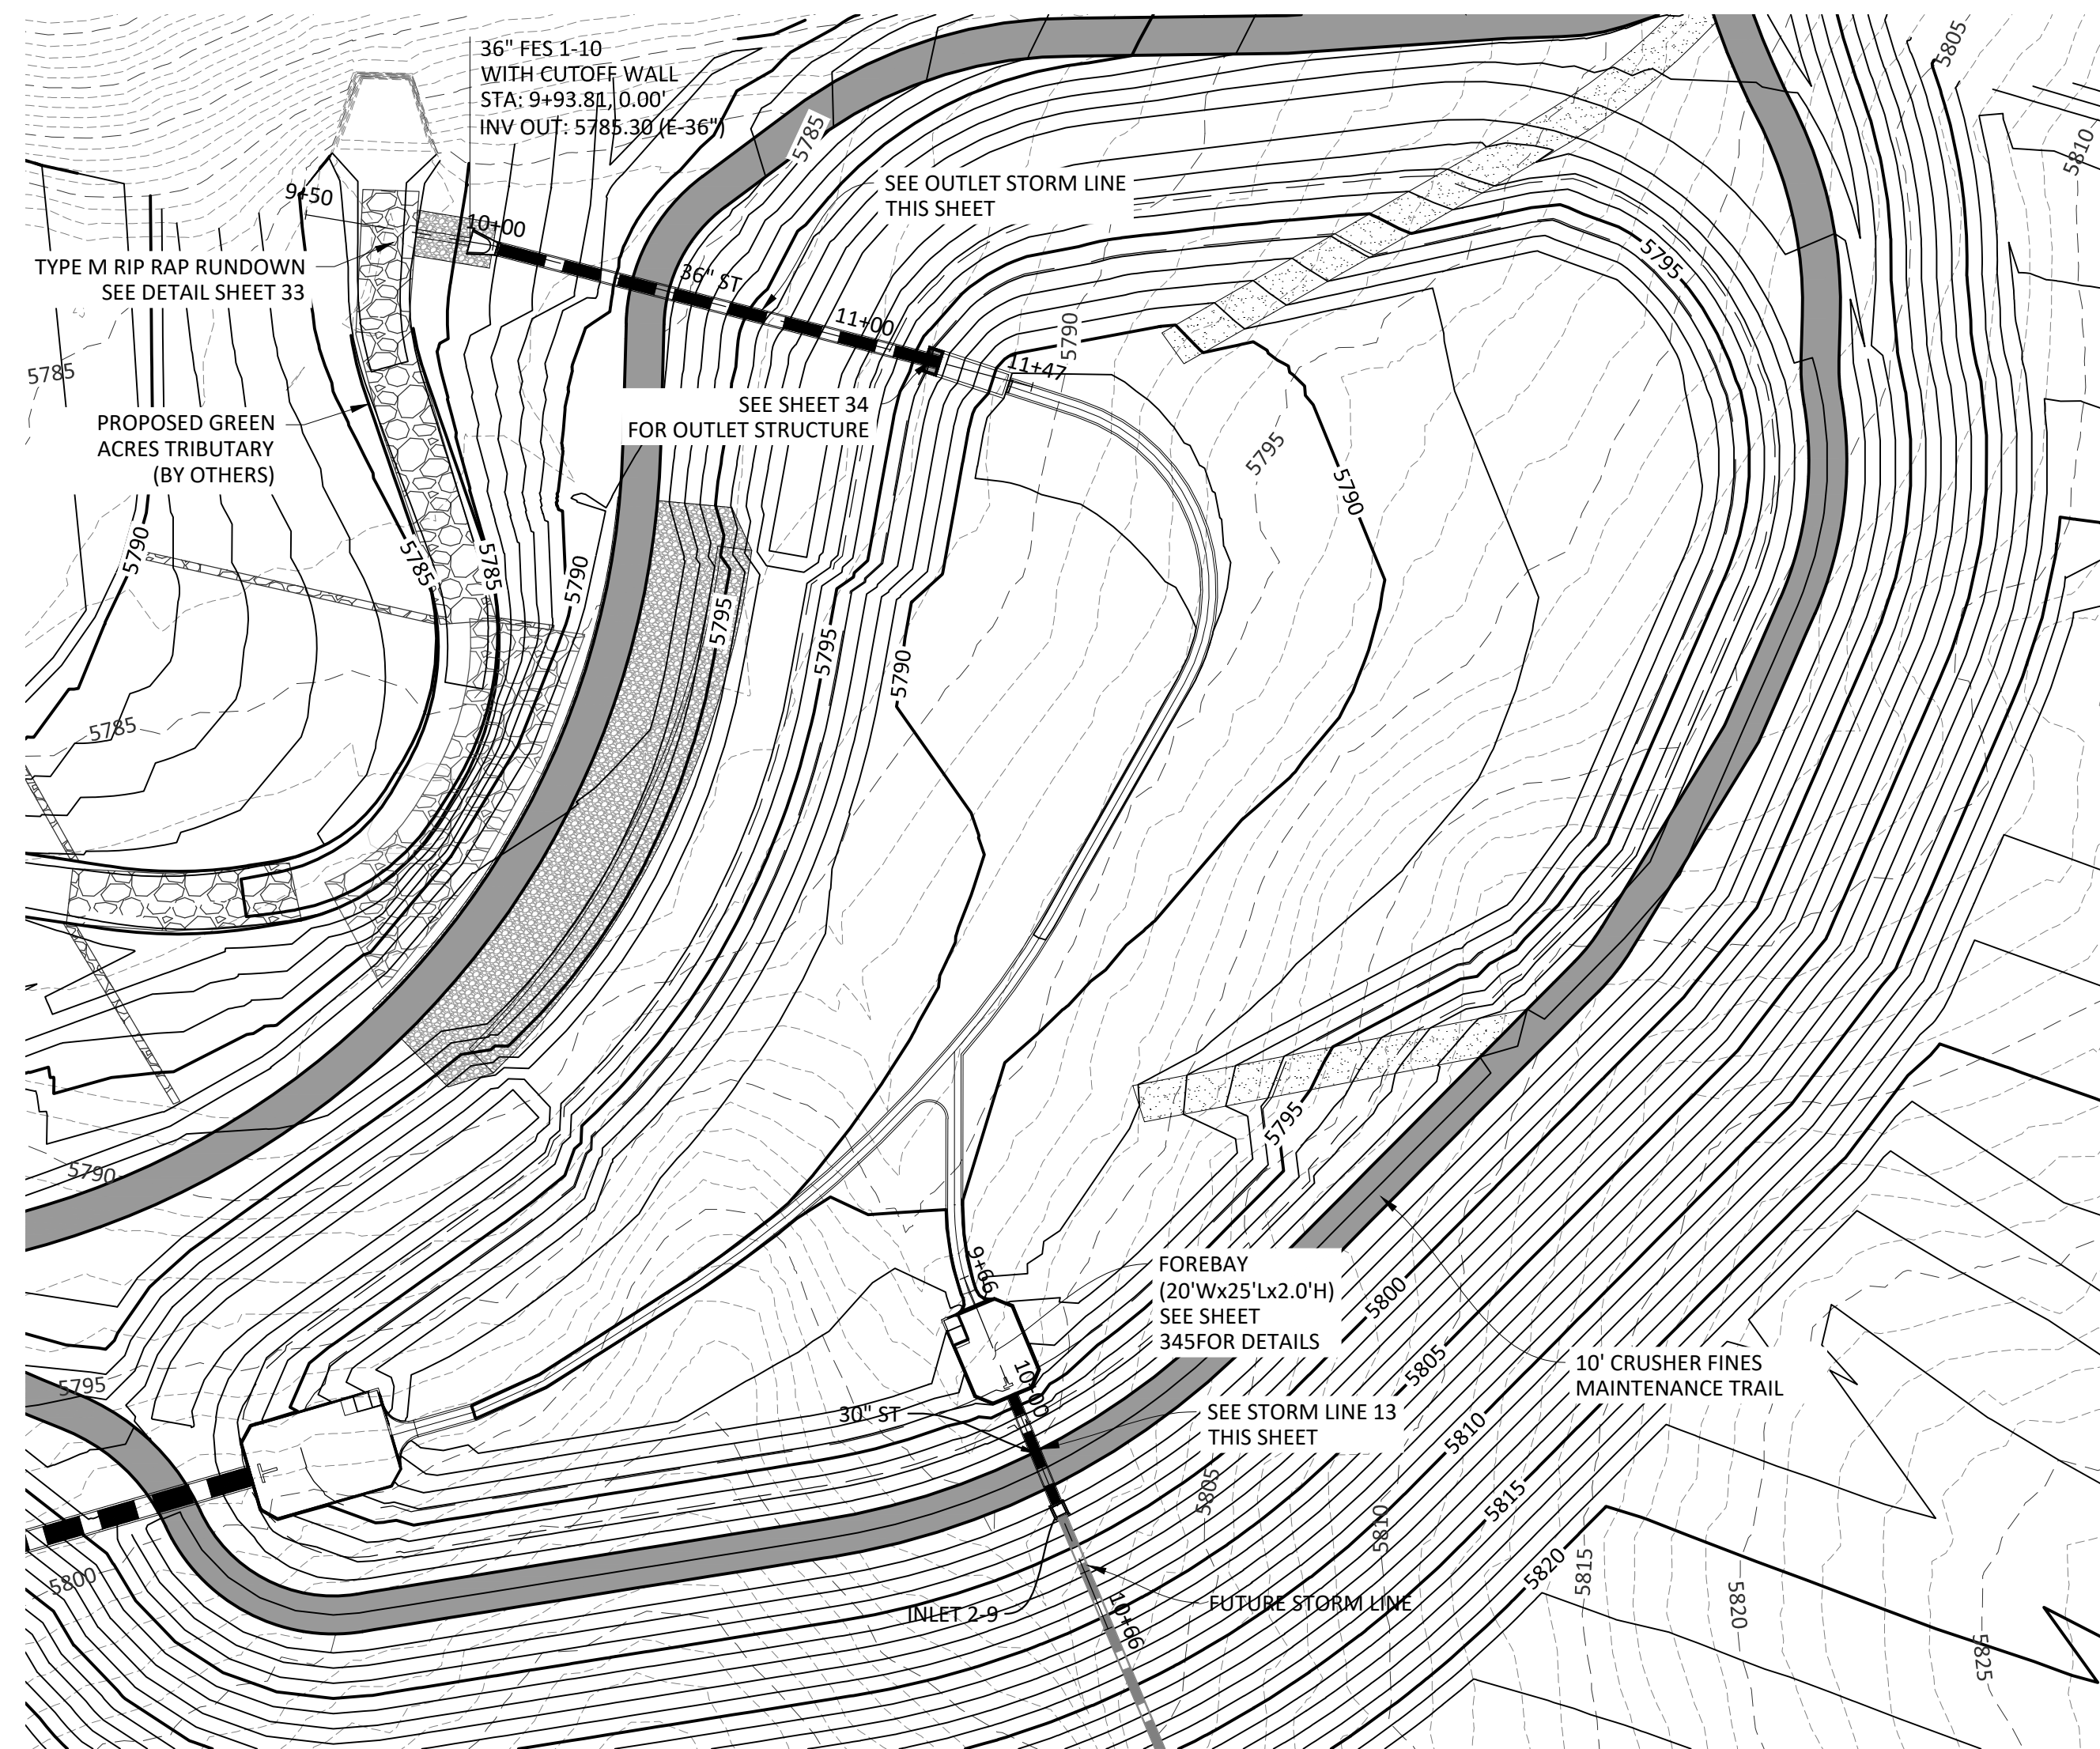 36" FES 1-10
WITH CUTOFF WALL
STA: 9+93.81, 0.00'
INV OUT: 5785.30 (E-36")
5785
5805
5810
SEE OUTLET STORM LINE
THIS SHEET
9+50
10+00
TYPE M RIP RAP RUNDOWN
SEE DETAIL SHEET 33
36" ST
11+00
5790
5795
11+47
5785
SEE SHEET 34
FOR OUTLET STRUCTURE
PROPOSED GREEN
ACRES TRIBUTARY
(BY OTHERS)
5795
5790
5790
5785
5785
5790
5795
5795
5790
5785
5795
5790
9+66
FOREBAY
(20'Wx25'Lx2.0'H)
SEE SHEET
345FOR DETAILS
5800
5805
10' CRUSHER FINES
MAINTENANCE TRAIL
5795
10+00
30" ST
SEE STORM LINE 13
THIS SHEET
5810
5805
5815
5810
5820
5815
5820
5825
5800
INLET 2-9
FUTURE STORM LINE
10+66